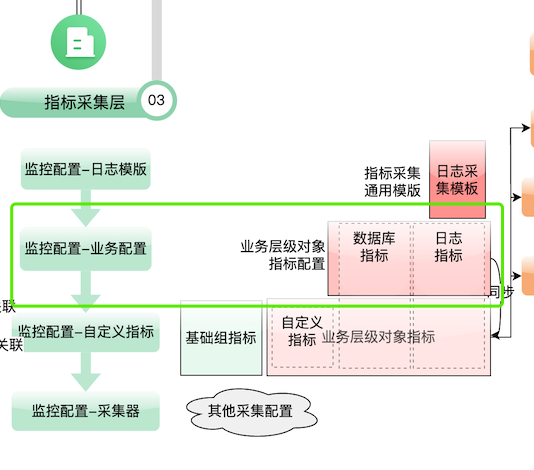 指标采集层
03
监控配置–日志模版
指标采集
通用模版
日志采
集模板
监控配置–业务配置
业务层级对象
指标配置
数据库
指标
日志
指标
同步
关联
监控配置–自定义指标
关联
基础组指标
自定义
指标
业务层级对象指标
监控配置–采集器
其他采集配置